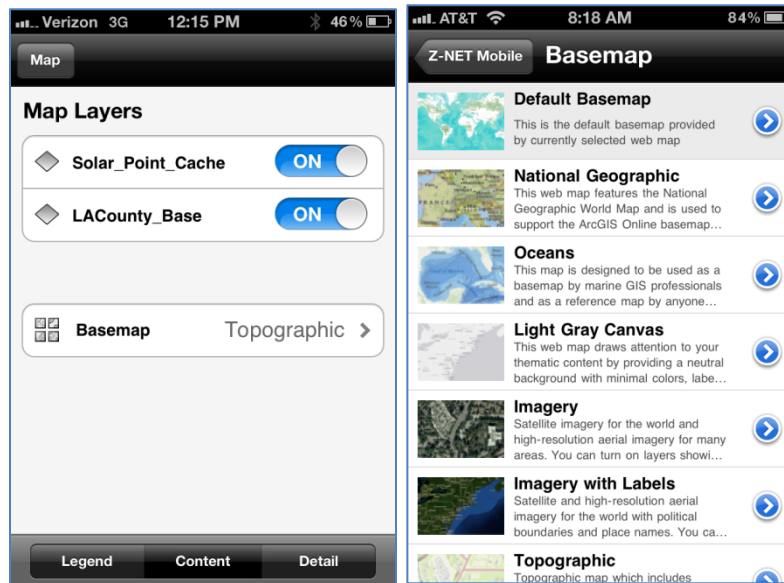 Verizon 3G 12:15 PM 46%
Map
Map Layers
Solar_Point_Cache ON
LACounty_Base ON
Basemap Topographic
Legend Content Detail
AT&T 8:18 AM 84%
Z-NET Mobile Basemap
Default Basemap
This is the default basemap provided
by currently selected web map
National Geographic
This web map features the National
Geographic World Map and is used to
support the ArcGIS Online basemap...
Oceans
This map is designed to be used as a
basemap by marine GIS professionals
and as a reference map by anyone...
Light Gray Canvas
This web map draws attention to your
thematic content by providing a neutral
background with minimal colors, labe...
Imagery
Satellite imagery for the world and
high-resolution aerial imagery for many
areas. You can turn on layers showi...
Imagery with Labels
Satellite and high-resolution aerial
imagery for the world with political
boundaries and place names. You ca...
Topographic
Topographic map which includes